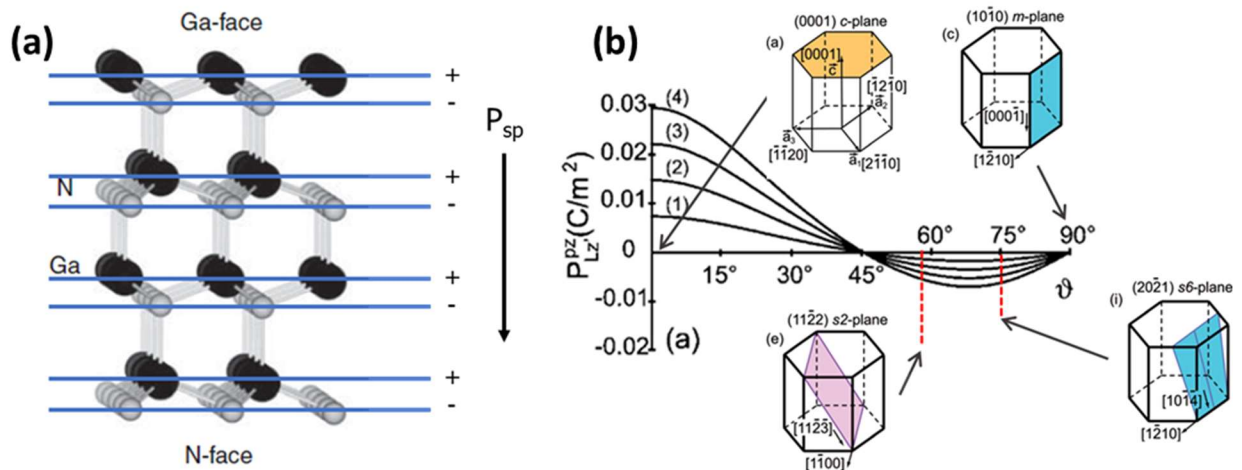 (a)
Ga-face
+
-
P_sp
N
+
-
Ga
+
-
+
-
N-face
(b)
(0001) c-plane
(a)
[0001]
c⃗
[1̄21̄0]
a⃗₂
a⃗₃
[1̄1̄20]
a⃗₁
[21̄1̄0]
(101̄0) m-plane
(c)
[0001̄]
[12̄10]
P^pz_Lz',(C/m²)
0.03
0.02
0.01
0
-0.01
-0.02
(4)
(3)
(2)
(1)
15°
30°
45°
60°
75°
90°
ϑ
(a)
(112̄2) s2-plane
(e)
[112̄3̄]
[11̄00]
(202̄1) s6-plane
(i)
[101̄4̄]
[12̄10]